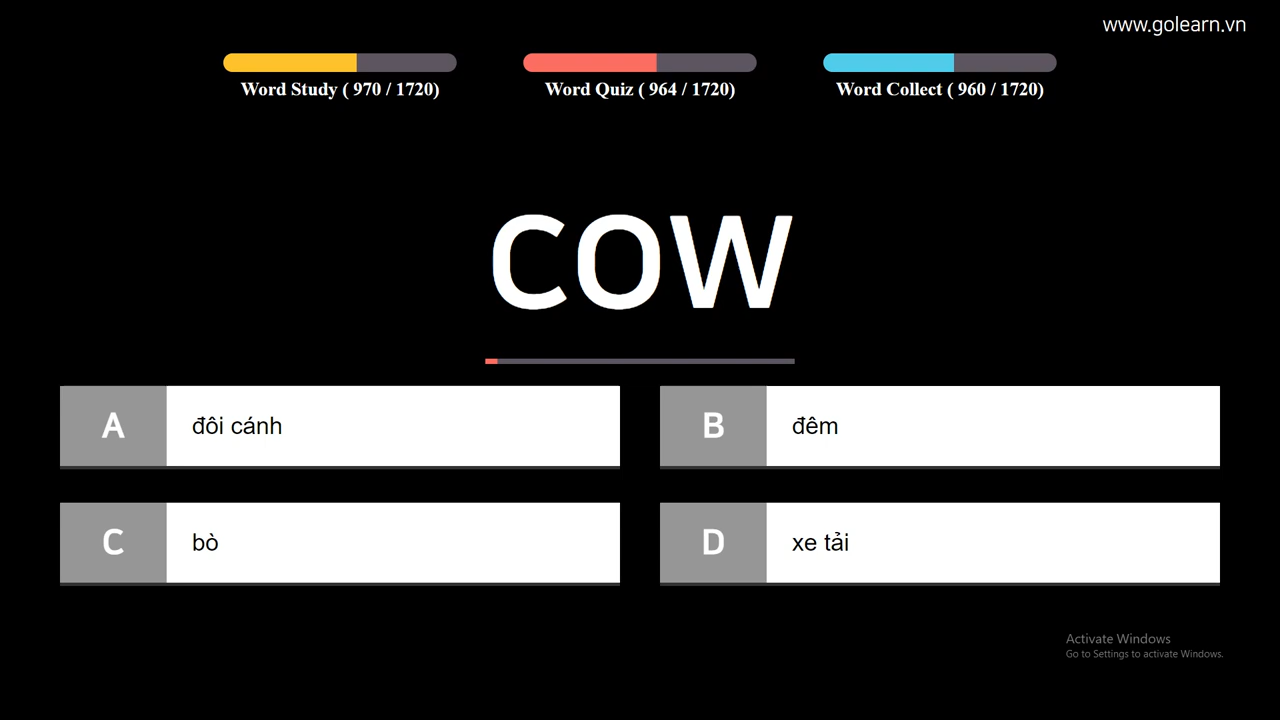 www.golearn.vn
Word Study ( 970 / 1720)
Word Quiz ( 964 / 1720)
Word Collect ( 960 / 1720)
COW
A
đôi cánh
B
đêm
C
bò
D
xe tải
Activate Windows
Go to Settings to activate Windows.